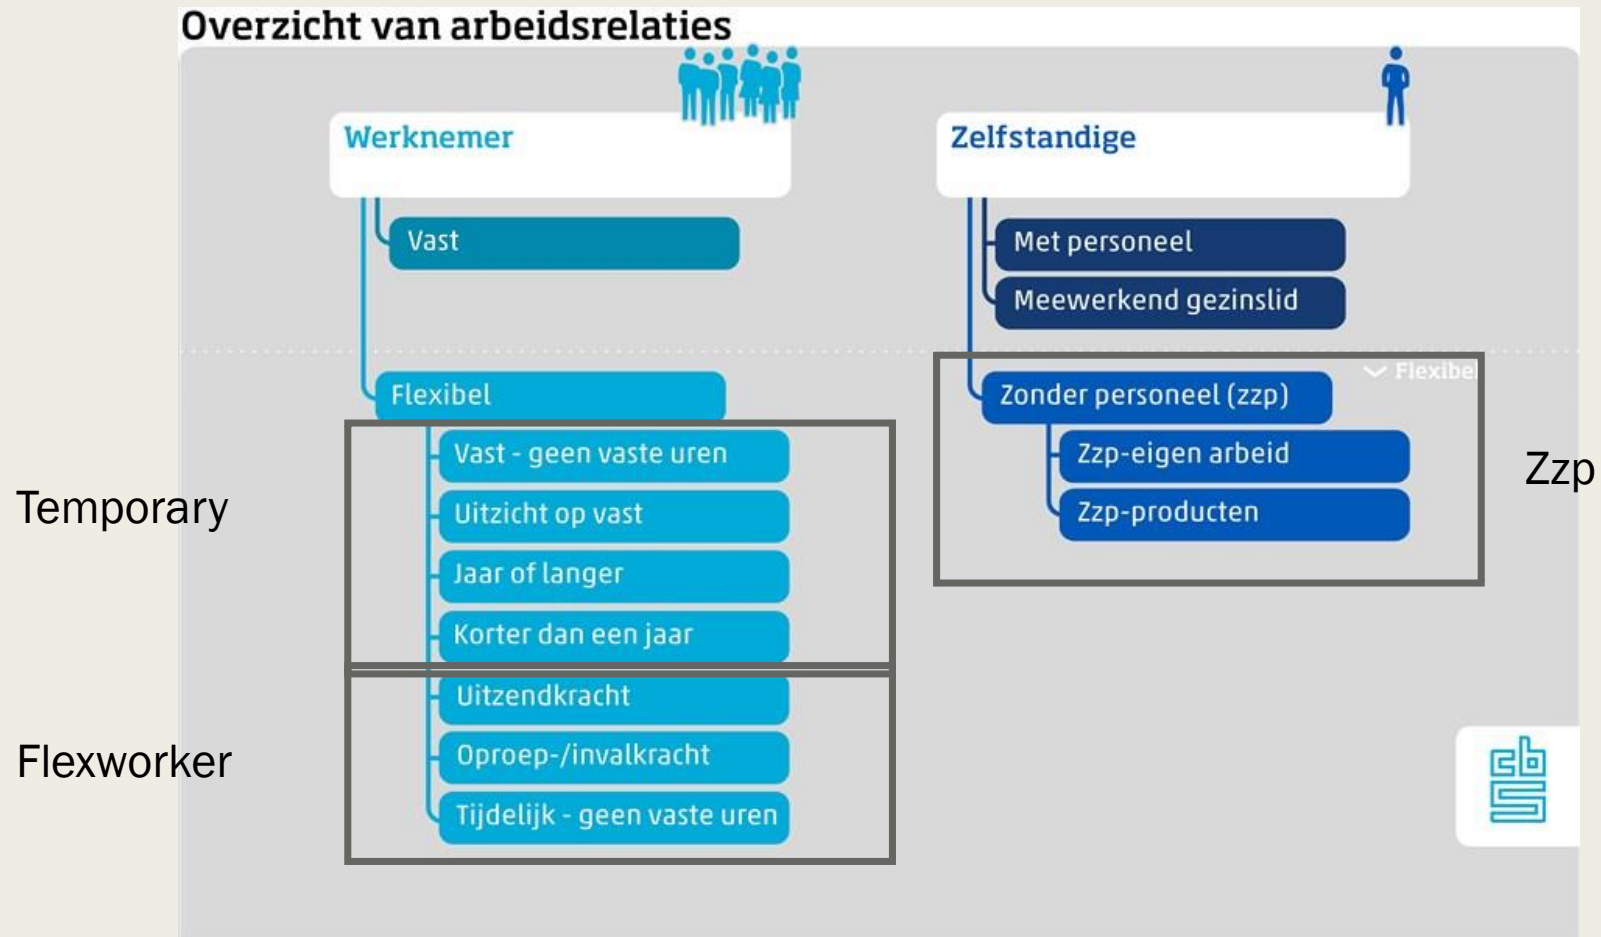 Overzicht van arbeidsrelaties
Werknemer
Vast
Flexibel
Vast - geen vaste uren
Uitzicht op vast
Jaar of langer
Korter dan een jaar
Uitzendkracht
Oproep-/invalkracht
Tijdelijk - geen vaste uren
Temporary
Flexworker
Zelfstandige
Met personeel
Meewerkend gezinslid
Flexibel
Zonder personeel (zzp)
Zzp-eigen arbeid
Zzp-producten
Zzp
cbs